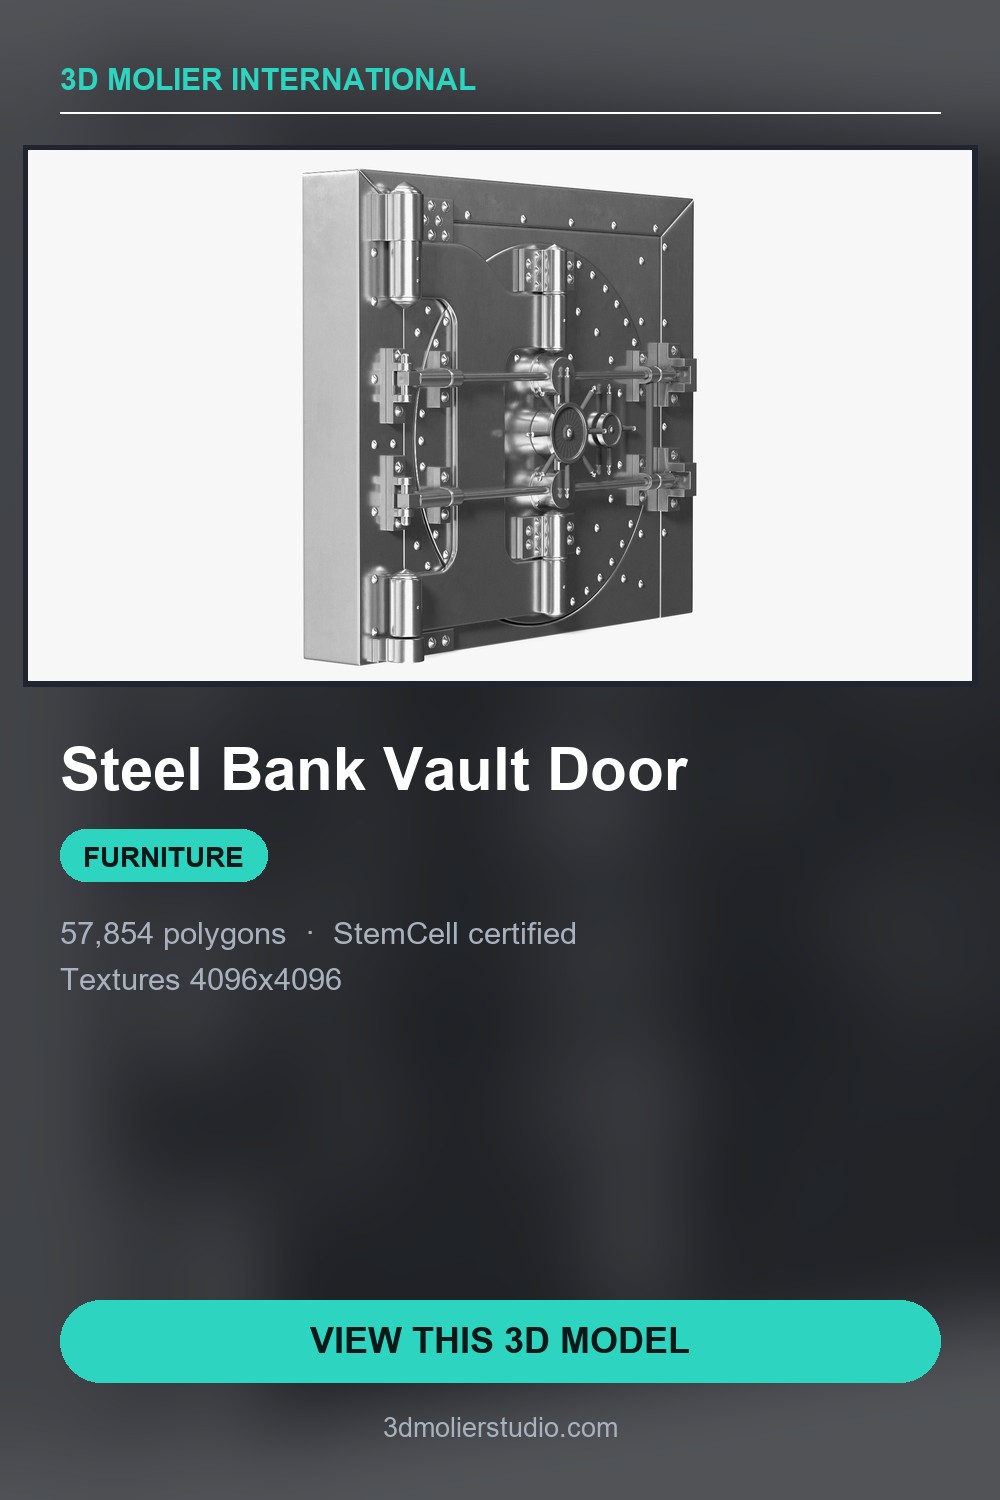 3D MOLIER INTERNATIONAL
Steel Bank Vault Door
FURNITURE
57,854 polygons · StemCell certified
Textures 4096x4096
VIEW THIS 3D MODEL
3dmolierstudio.com